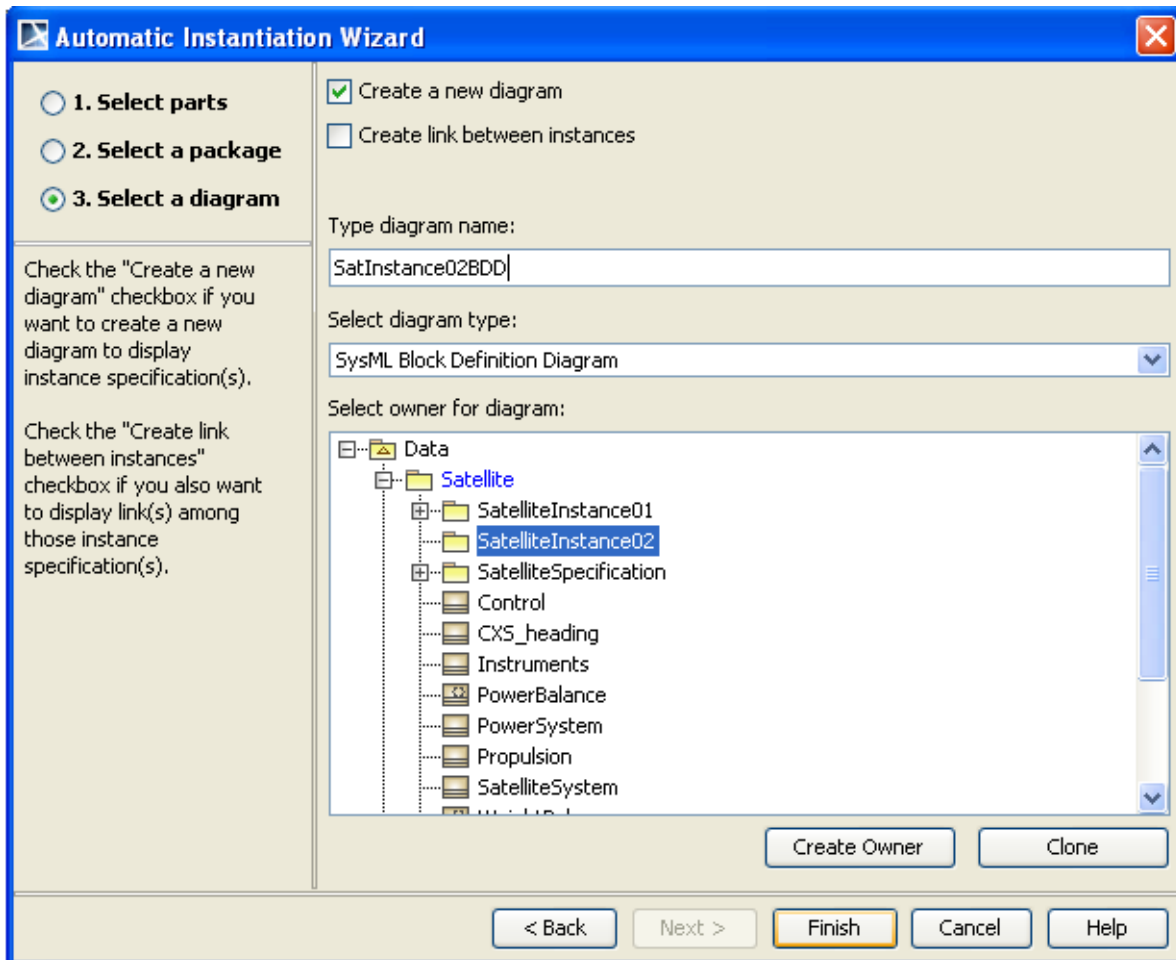 Automatic Instantiation Wizard
1. Select parts
2. Select a package
3. Select a diagram
Check the "Create a new
diagram" checkbox if you
want to create a new
diagram to display
instance specification(s).
Check the "Create link
between instances"
checkbox if you also want
to display link(s) among
those instance
specification(s).
Create a new diagram
Create link between instances
Type diagram name:
SatInstance02BDD
Select diagram type:
SysML Block Definition Diagram
Select owner for diagram:
Data
Satellite
SatelliteInstance01
SatelliteInstance02
SatelliteSpecification
Control
CXS_heading
Instruments
PowerBalance
PowerSystem
Propulsion
SatelliteSystem
Create Owner
Clone
< Back
Next >
Finish
Cancel
Help